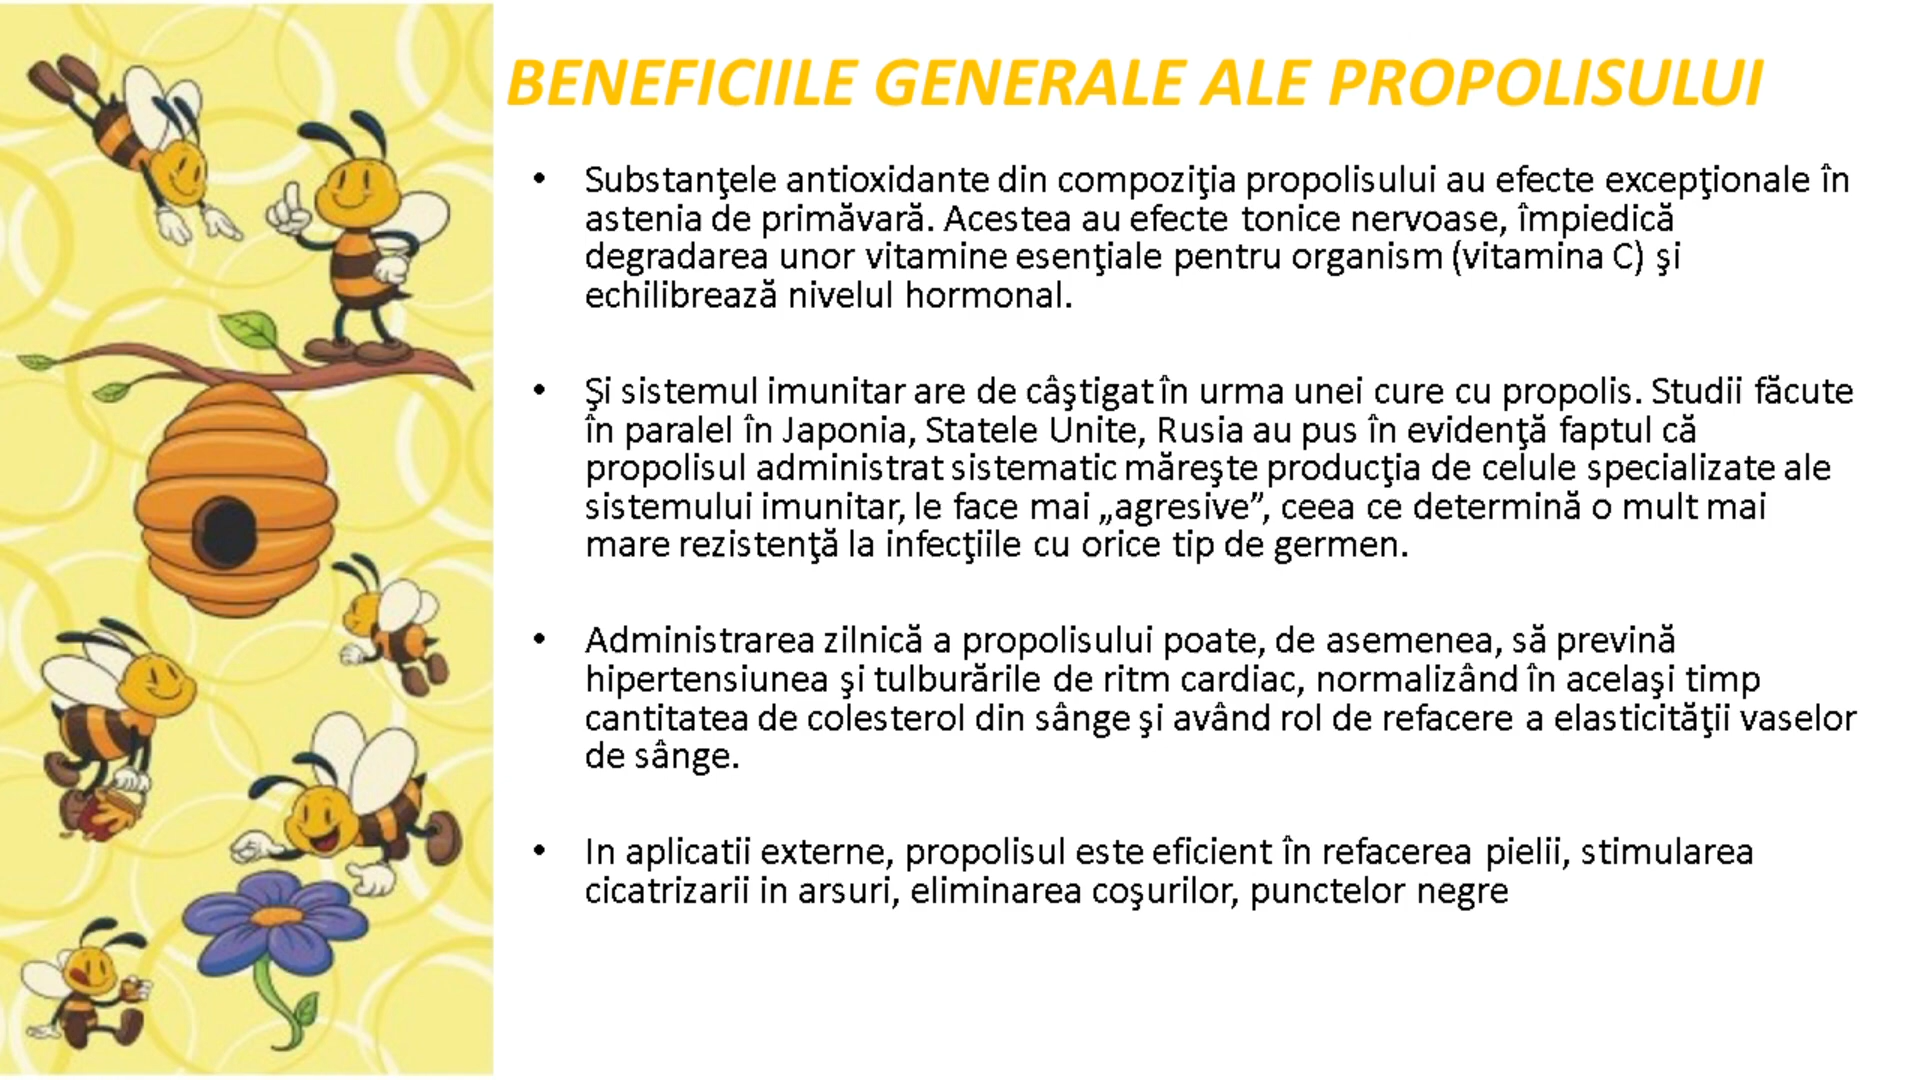 BENEFICIILE GENERALE ALE PROPOLISULUI
• Substanţele antioxidante din compoziţia propolisului au efecte excepţionale în
astenia de primăvară. Acestea au efecte tonice nervoase, împiedică
degradarea unor vitamine esenţiale pentru organism (vitamina C) şi
echilibrează nivelul hormonal.
• Şi sistemul imunitar are de câştigat în urma unei cure cu propolis. Studii făcute
în paralel în Japonia, Statele Unite, Rusia au pus în evidenţă faptul că
propolisul administrat sistematic măreşte producţia de celule specializate ale
sistemului imunitar, le face mai „agresive”, ceea ce determină o mult mai
mare rezistenţă la infecţiile cu orice tip de germen.
• Administrarea zilnică a propolisului poate, de asemenea, să prevină
hipertensiunea şi tulburările de ritm cardiac, normalizând în acelaşi timp
cantitatea de colesterol din sânge şi având rol de refacere a elasticităţii vaselor
de sânge.
• In aplicatii externe, propolisul este eficient în refacerea pielii, stimularea
cicatrizarii in arsuri, eliminarea coşurilor, punctelor negre